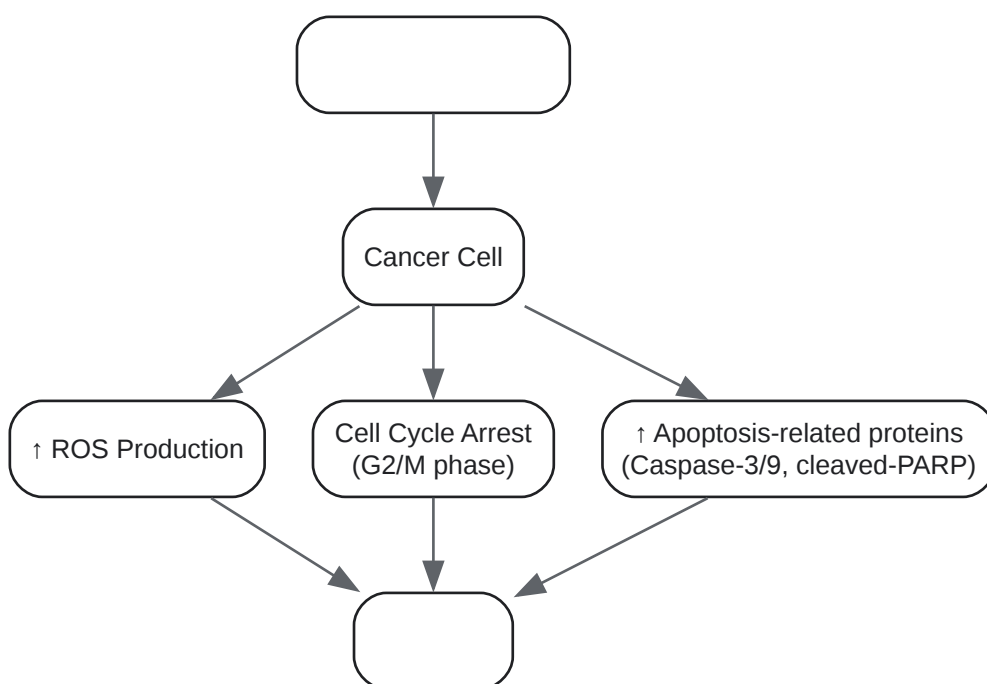 Cancer Cell
↑ ROS Production
Cell Cycle Arrest
(G2/M phase)
↑ Apoptosis-related proteins
(Caspase-3/9, cleaved-PARP)